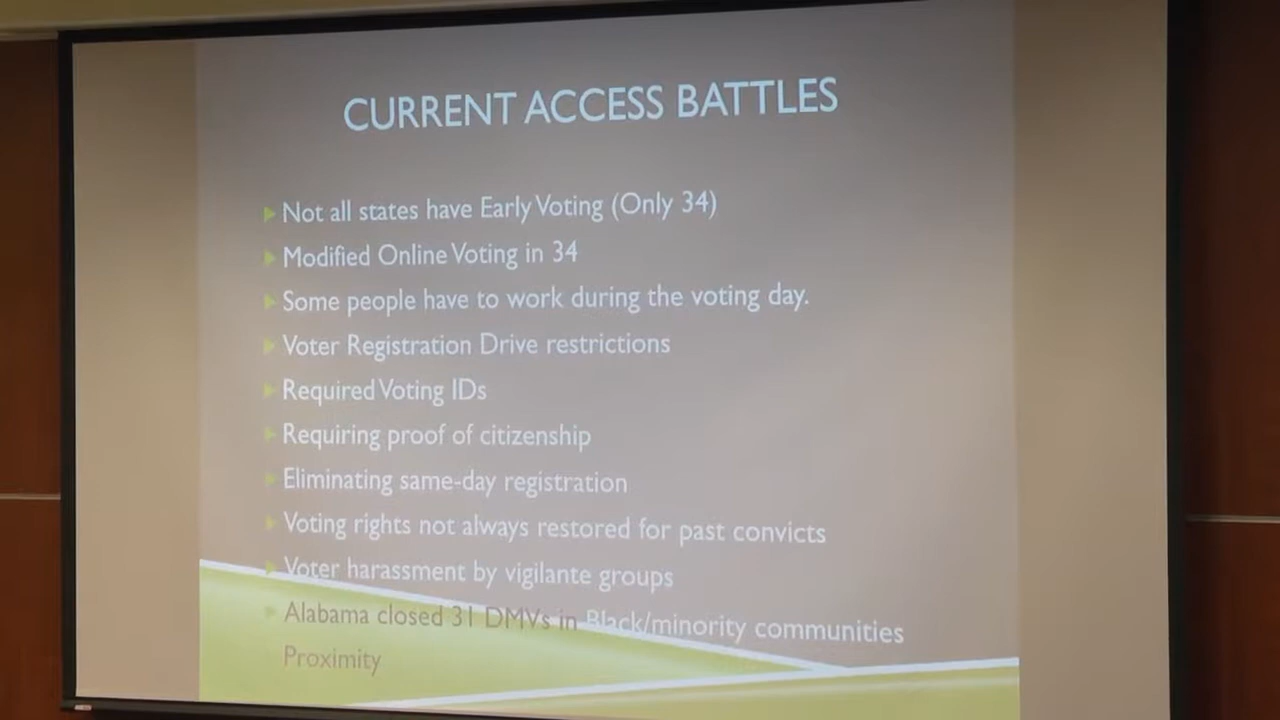 CURRENT ACCESS BATTLES
Not all states have Early Voting (Only 34)
Modified Online Voting in 34
Some people have to work during the voting day.
Voter Registration Drive restrictions
Required Voting IDs
Requiring proof of citizenship
Eliminating same-day registration
Voting rights not always restored for past convicts
Voter harassment by vigilante groups
Alabama closed 31 DMVs in Black/minority communities
Proximity